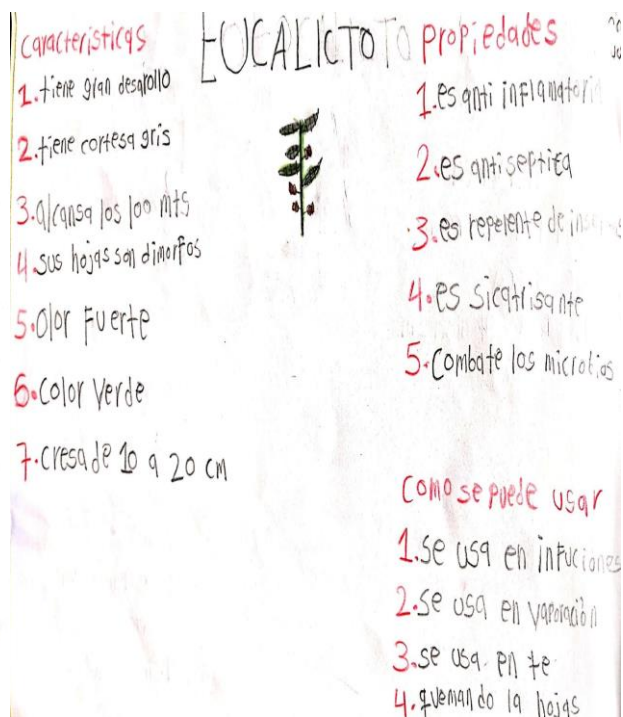 EUCALICTO
caracteristicas
1. tiene gran desarollo
2. tiene cortesa gris
3. alcansa los 100 mts
4. sus hojas son dimorfos
5. Olor Fuerte
6. Color Verde
7. cresa de 10 a 20 cm
propiedades
1. es anti inflamatori
2. es antiseptica
3. es repelente de
4. es sicatrisante
5. Combate los
Como se puede usar
1. se usa en infuciones
2. se usa en vaporación
3. se usa en te
4. quemando la hojas